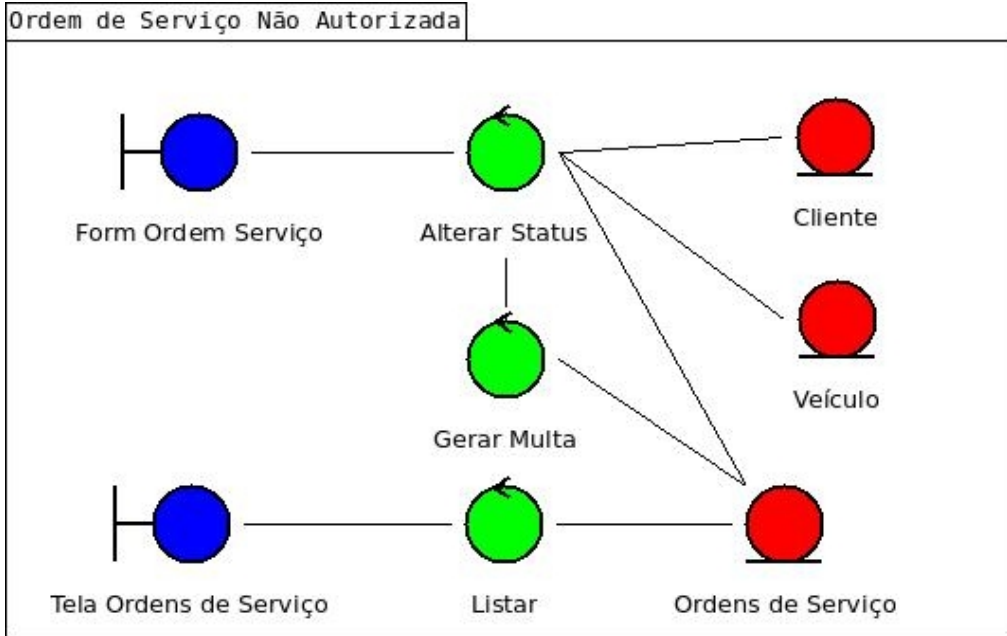 Ordem de Serviço Não Autorizada
Form Ordem Serviço
Alterar Status
Cliente
Veículo
Gerar Multa
Tela Ordens de Serviço
Listar
Ordens de Serviço